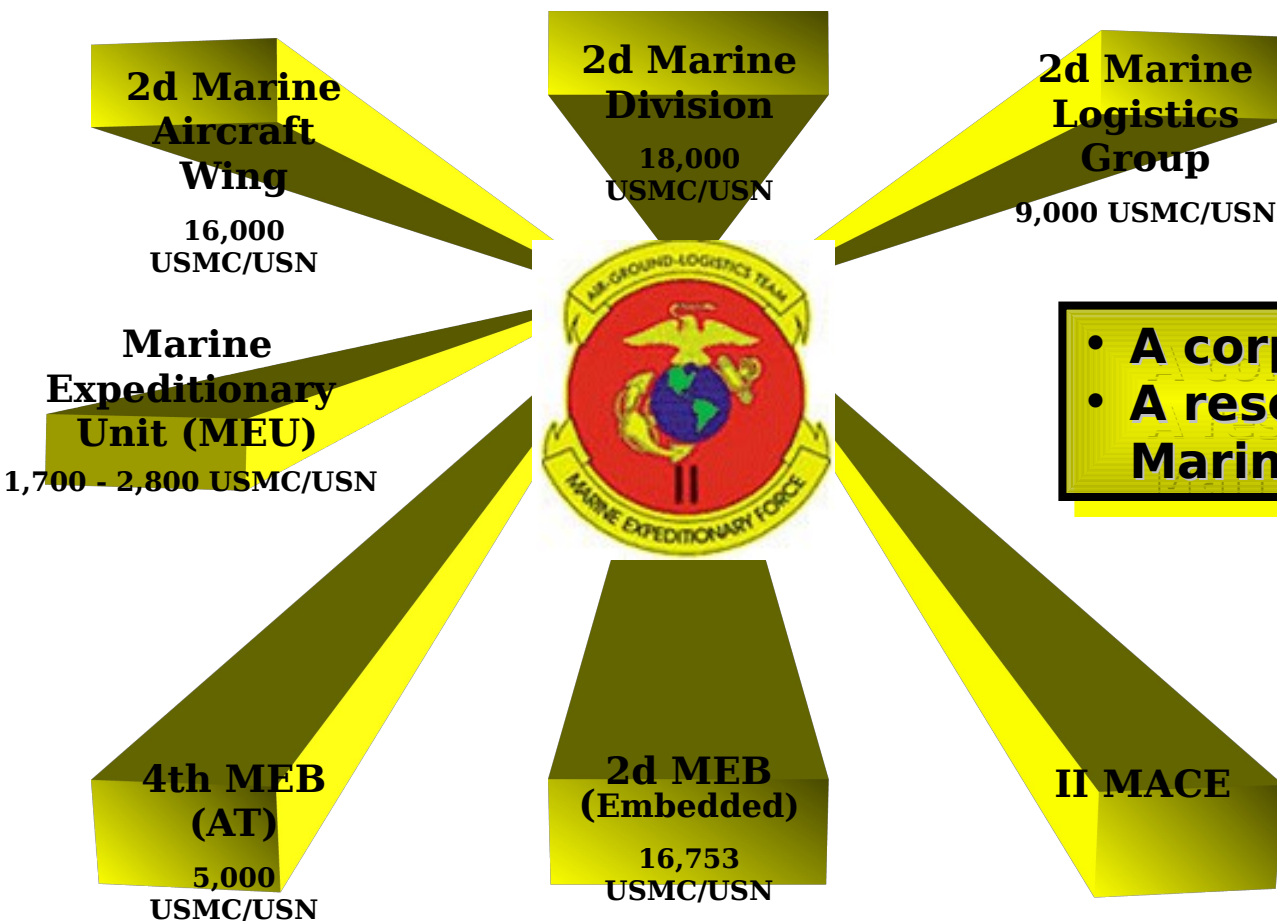 2d Marine
Aircraft
Wing
16,000
USMC/USN
2d Marine
Division
18,000
USMC/USN
2d Marine
Logistics
Group
9,000 USMC/USN
AIR-GROUND-LOGISTICS TEAM
II
MARINE EXPEDITIONARY FORCE
Marine
Expeditionary
Unit (MEU)
1,700 - 2,800 USMC/USN
• A corp
• A rese
Marin
4th MEB
(AT)
5,000
USMC/USN
2d MEB
(Embedded)
16,753
USMC/USN
II MACE